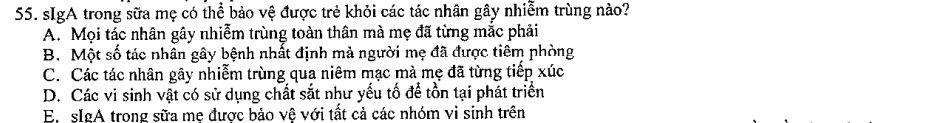 55. sIgA trong sữa mẹ có thể bảo vệ được trẻ khỏi các tác nhân gây nhiễm trùng nào?
A. Mọi tác nhân gây nhiễm trùng toàn thân mà mẹ đã từng mắc phải
B. Một số tác nhân gây bệnh nhất định mà người mẹ đã được tiêm phòng
C. Các tác nhân gây nhiễm trùng qua niêm mạc mà mẹ đã từng tiếp xúc
D. Các vi sinh vật có sử dụng chất sắt như yếu tố để tồn tại phát triển
E. sIgA trong sữa mẹ được bảo vệ với tất cả các nhóm vi sinh trên